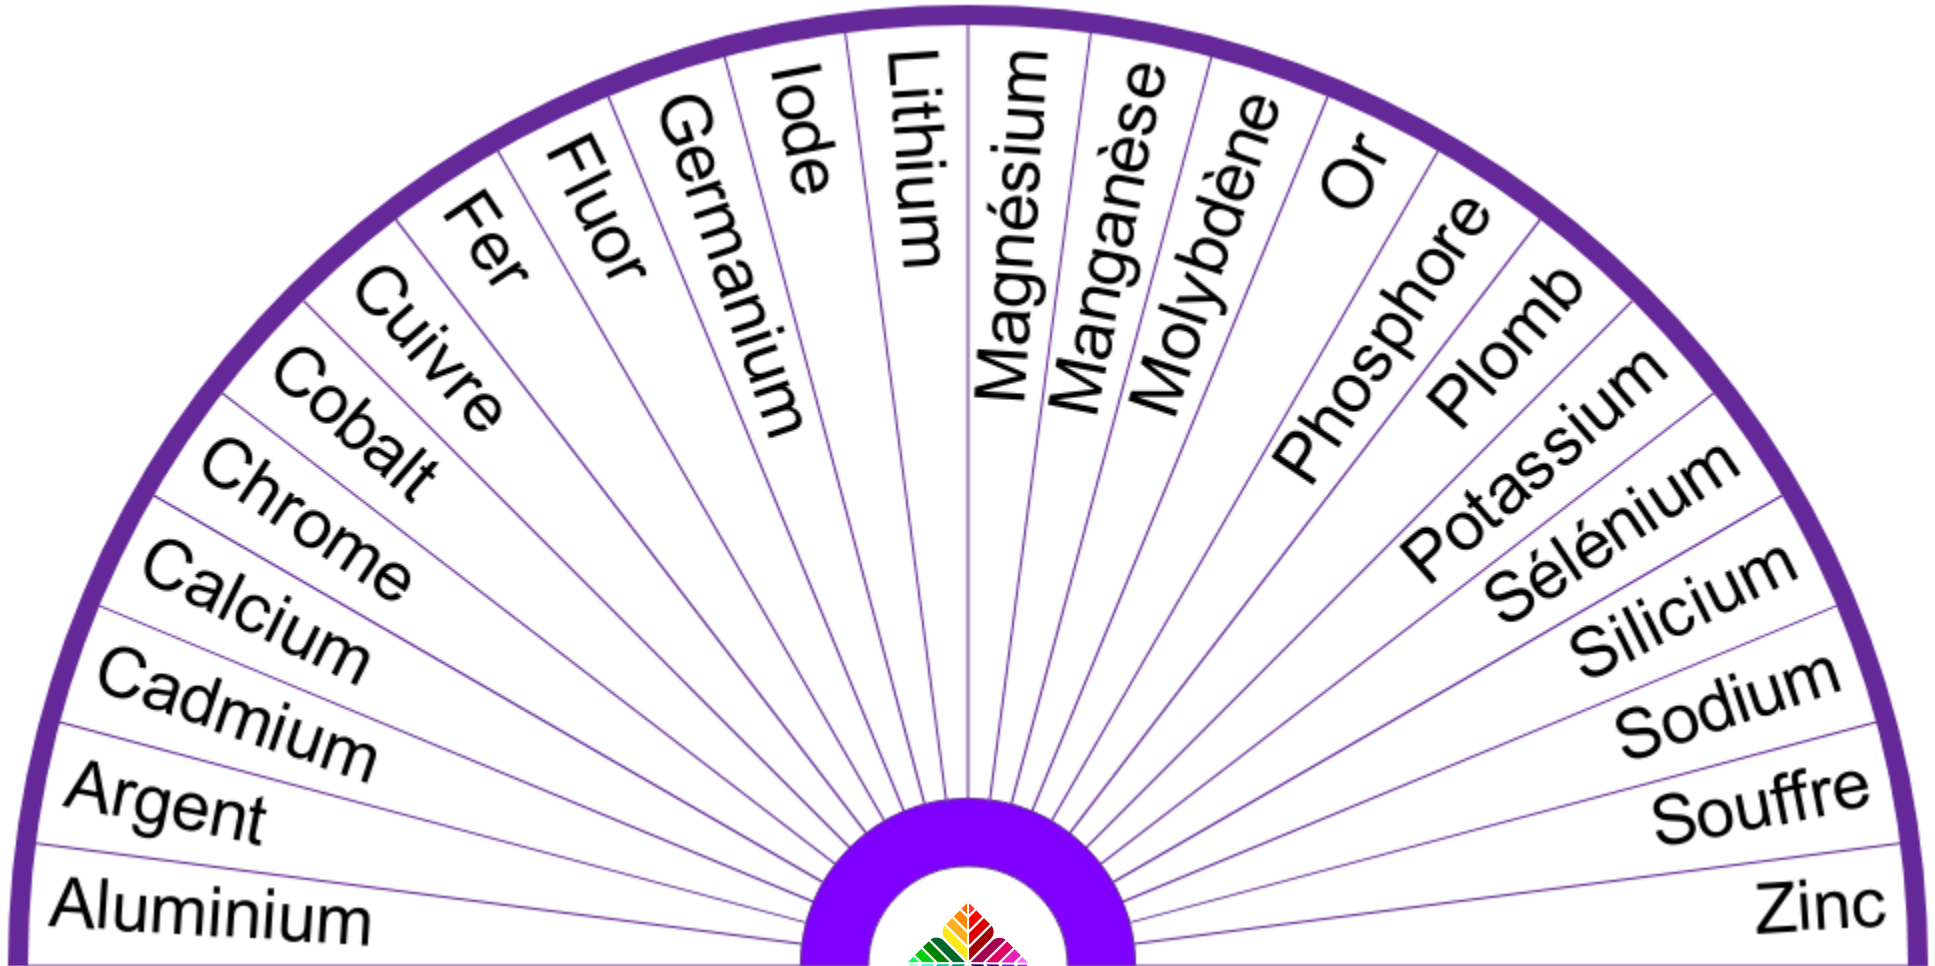 Aluminium
Argent
Cadmium
Calcium
Chrome
Cobalt
Cuivre
Fer
Fluor
Germanium
Iode
Lithium
Magnésium
Manganèse
Molybdène
Or
Phosphore
Plomb
Potassium
Sélénium
Silicium
Sodium
Souffre
Zinc